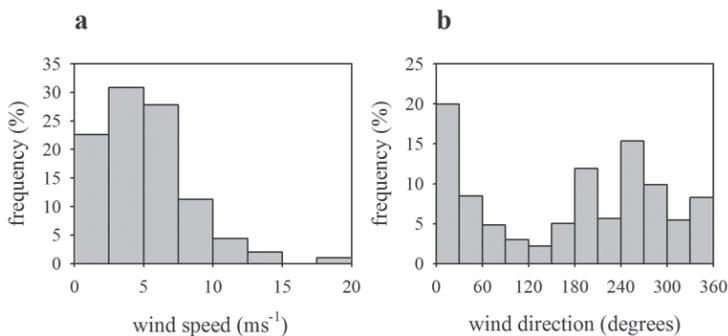 a
b
frequency (%)
35
30
25
20
15
10
5
0
0 5 10 15 20
wind speed (ms⁻¹)
frequency (%)
25
20
15
10
5
0
0 60 120 180 240 300 360
wind direction (degrees)